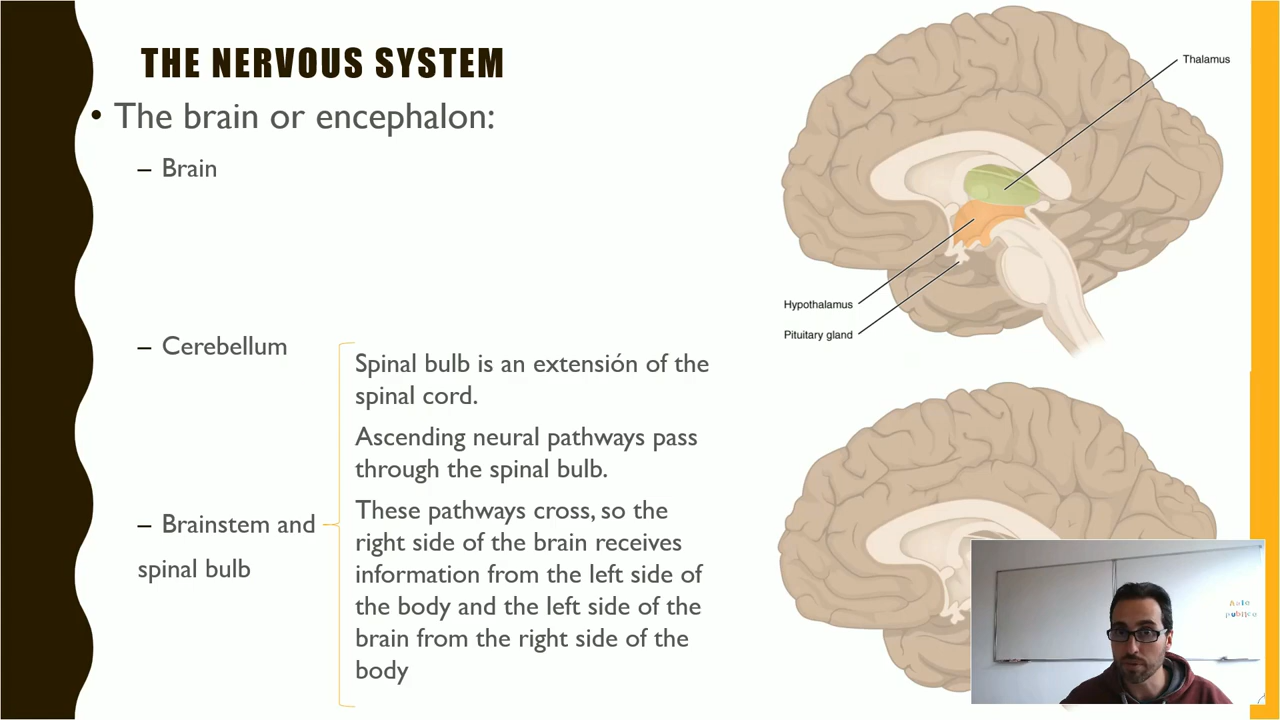 THE NERVOUS SYSTEM
• The brain or encephalon:
– Brain
– Cerebellum
– Brainstem and
spinal bulb
Spinal bulb is an extensión of the
spinal cord.
Ascending neural pathways pass
through the spinal bulb.
These pathways cross, so the
right side of the brain receives
information from the left side of
the body and the left side of the
brain from the right side of the
body
Thalamus
Hypothalamus
Pituitary gland